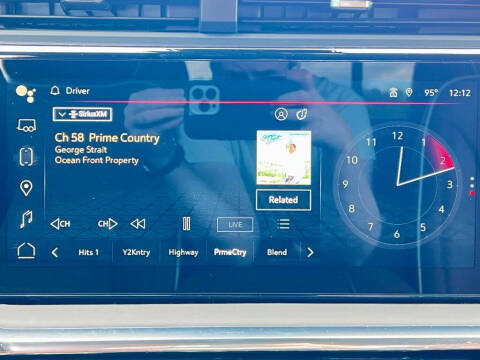 Driver
95° 12:12
SiriusXM
Ch 58 Prime Country
George Strait
Ocean Front Property
Related
CH CH LIVE
Hits 1 Y2Kntry Highway PrmeCtry Blend
12
1
2
3
4
5
6
7
8
9
10
11